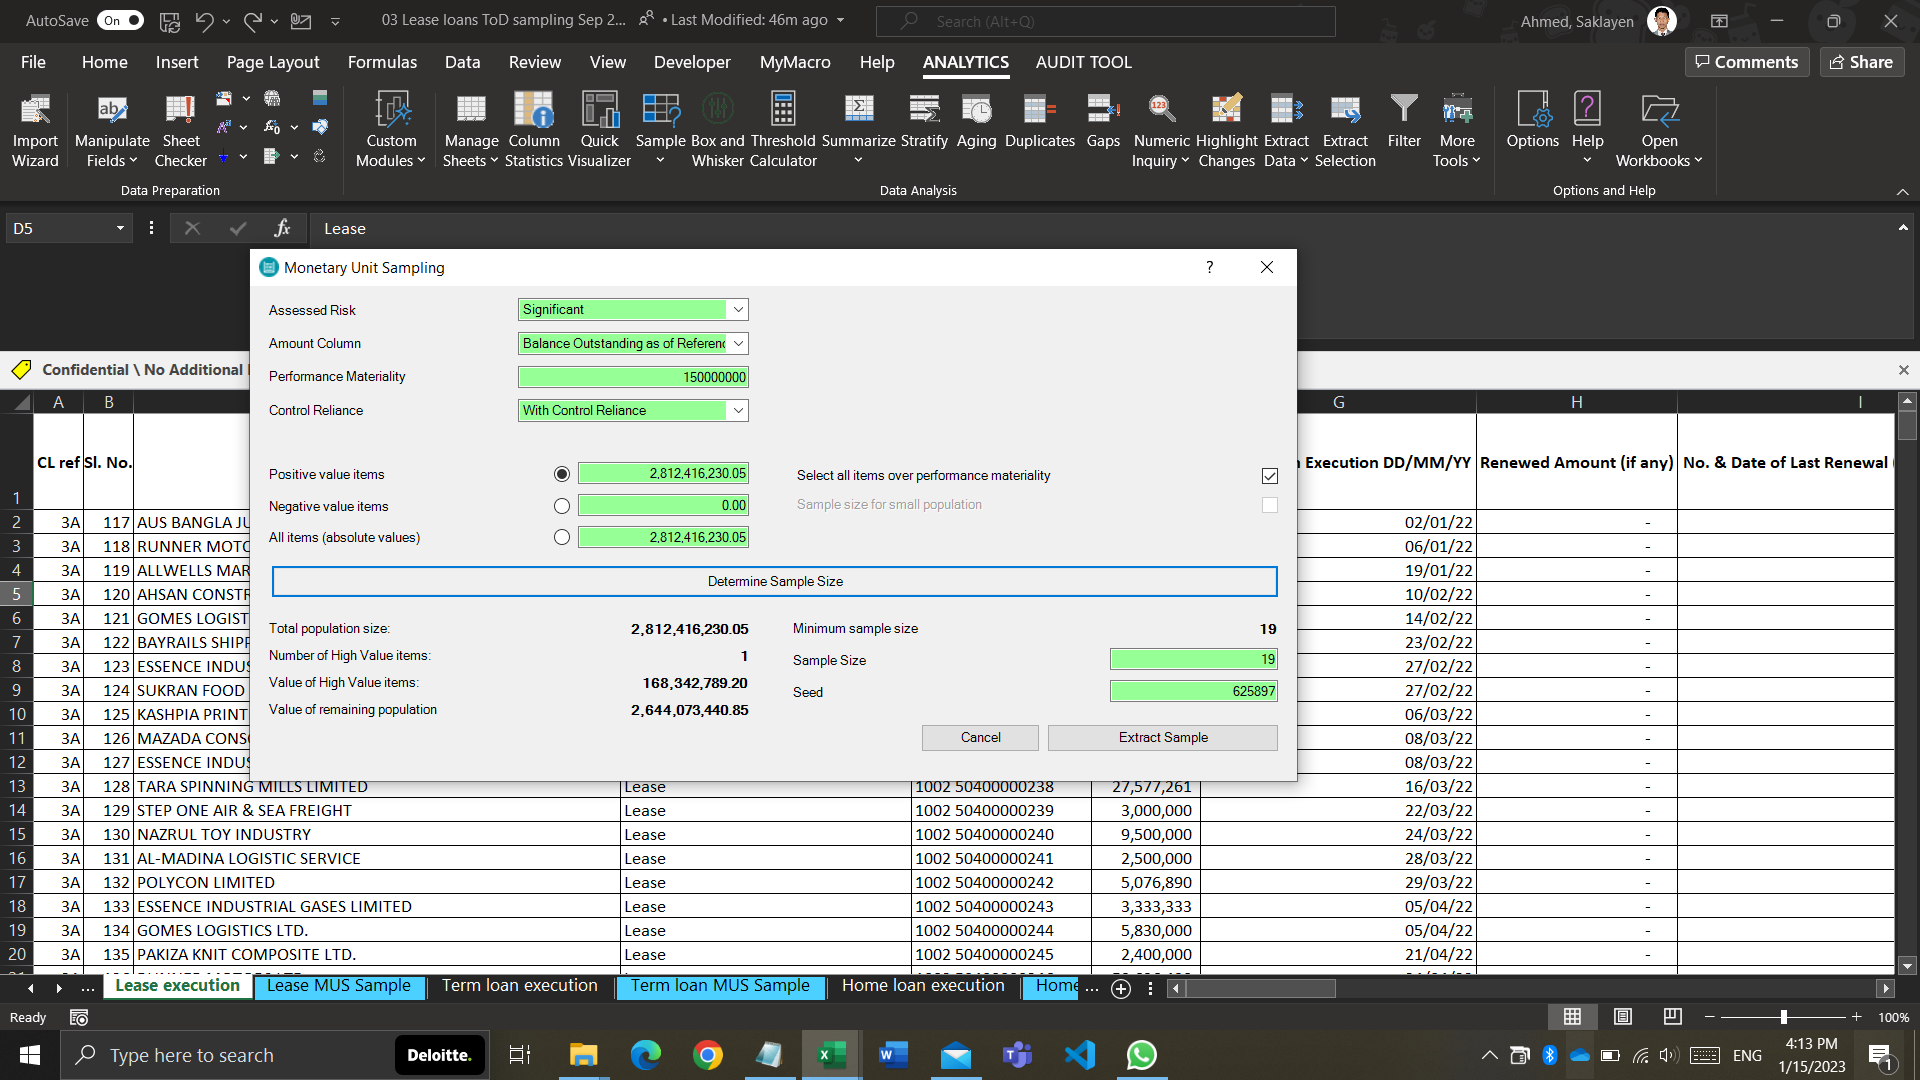 AutoSave On 03 Lease loans ToD sampling Sep 2... • Last Modified: 46m ago Search (Alt+Q) Ahmed, Saklayen
File Home Insert Page Layout Formulas Data Review View Developer MyMacro Help ANALYTICS AUDIT TOOL Comments Share
Import Wizard
Manipulate Fields
Sheet Checker
Custom Modules
Manage Sheets
Column Statistics
Quick Visualizer
Sample
Box and Whisker
Threshold Calculator
Summarize
Stratify
Aging
Duplicates
Gaps
Numeric Inquiry
Highlight Changes
Extract Data
Extract Selection
Filter
More Tools
Options
Help
Open Workbooks
Data Preparation Data Analysis Options and Help
D5 fx Lease
Monetary Unit Sampling ?
Assessed Risk Significant
Amount Column Balance Outstanding as of Referenc
Performance Materiality 150000000
Control Reliance With Control Reliance
Positive value items 2,812,416,230.05 Select all items over performance materiality
Negative value items 0.00 Sample size for small population
All items (absolute values) 2,812,416,230.05
Determine Sample Size
Total population size: 2,812,416,230.05 Minimum sample size 19
Number of High Value items: 1 Sample Size 19
Value of High Value items: 168,342,789.20 Seed 625897
Value of remaining population 2,644,073,440.85
Cancel Extract Sample
Confidential \ No Additional
A B G H I
1 CL ref Sl. No. Execution DD/MM/YY Renewed Amount (if any) No. & Date of Last Renewal
2 3A 117 AUS BANGLA JU 02/01/22 -
3 3A 118 RUNNER MOTO 06/01/22 -
4 3A 119 ALLWELLS MAR 19/01/22 -
5 3A 120 AHSAN CONSTR 10/02/22 -
6 3A 121 GOMES LOGIST 14/02/22 -
7 3A 122 BAYRAILS SHIPP 23/02/22 -
8 3A 123 ESSENCE INDUS 27/02/22 -
9 3A 124 SUKRAN FOOD 27/02/22 -
10 3A 125 KASHPIA PRINT 06/03/22 -
11 3A 126 MAZADA CONSO 08/03/22 -
12 3A 127 ESSENCE INDUS 08/03/22 -
13 3A 128 TARA SPINNING MILLS LIMITED Lease 1002 50400000238 27,577,261 16/03/22 -
14 3A 129 STEP ONE AIR & SEA FREIGHT Lease 1002 50400000239 3,000,000 22/03/22 -
15 3A 130 NAZRUL TOY INDUSTRY Lease 1002 50400000240 9,500,000 24/03/22 -
16 3A 131 AL-MADINA LOGISTIC SERVICE Lease 1002 50400000241 2,500,000 28/03/22 -
17 3A 132 POLYCON LIMITED Lease 1002 50400000242 5,076,890 29/03/22 -
18 3A 133 ESSENCE INDUSTRIAL GASES LIMITED Lease 1002 50400000243 3,333,333 05/04/22 -
19 3A 134 GOMES LOGISTICS LTD. Lease 1002 50400000244 5,830,000 05/04/22 -
20 3A 135 PAKIZA KNIT COMPOSITE LTD. Lease 1002 50400000245 2,400,000 21/04/22 -
... Lease execution Lease MUS Sample Term loan execution Term loan MUS Sample Home loan execution Home ...
Ready 100%
Type here to search Deloitte. ENG 4:13 PM
1/15/2023 1